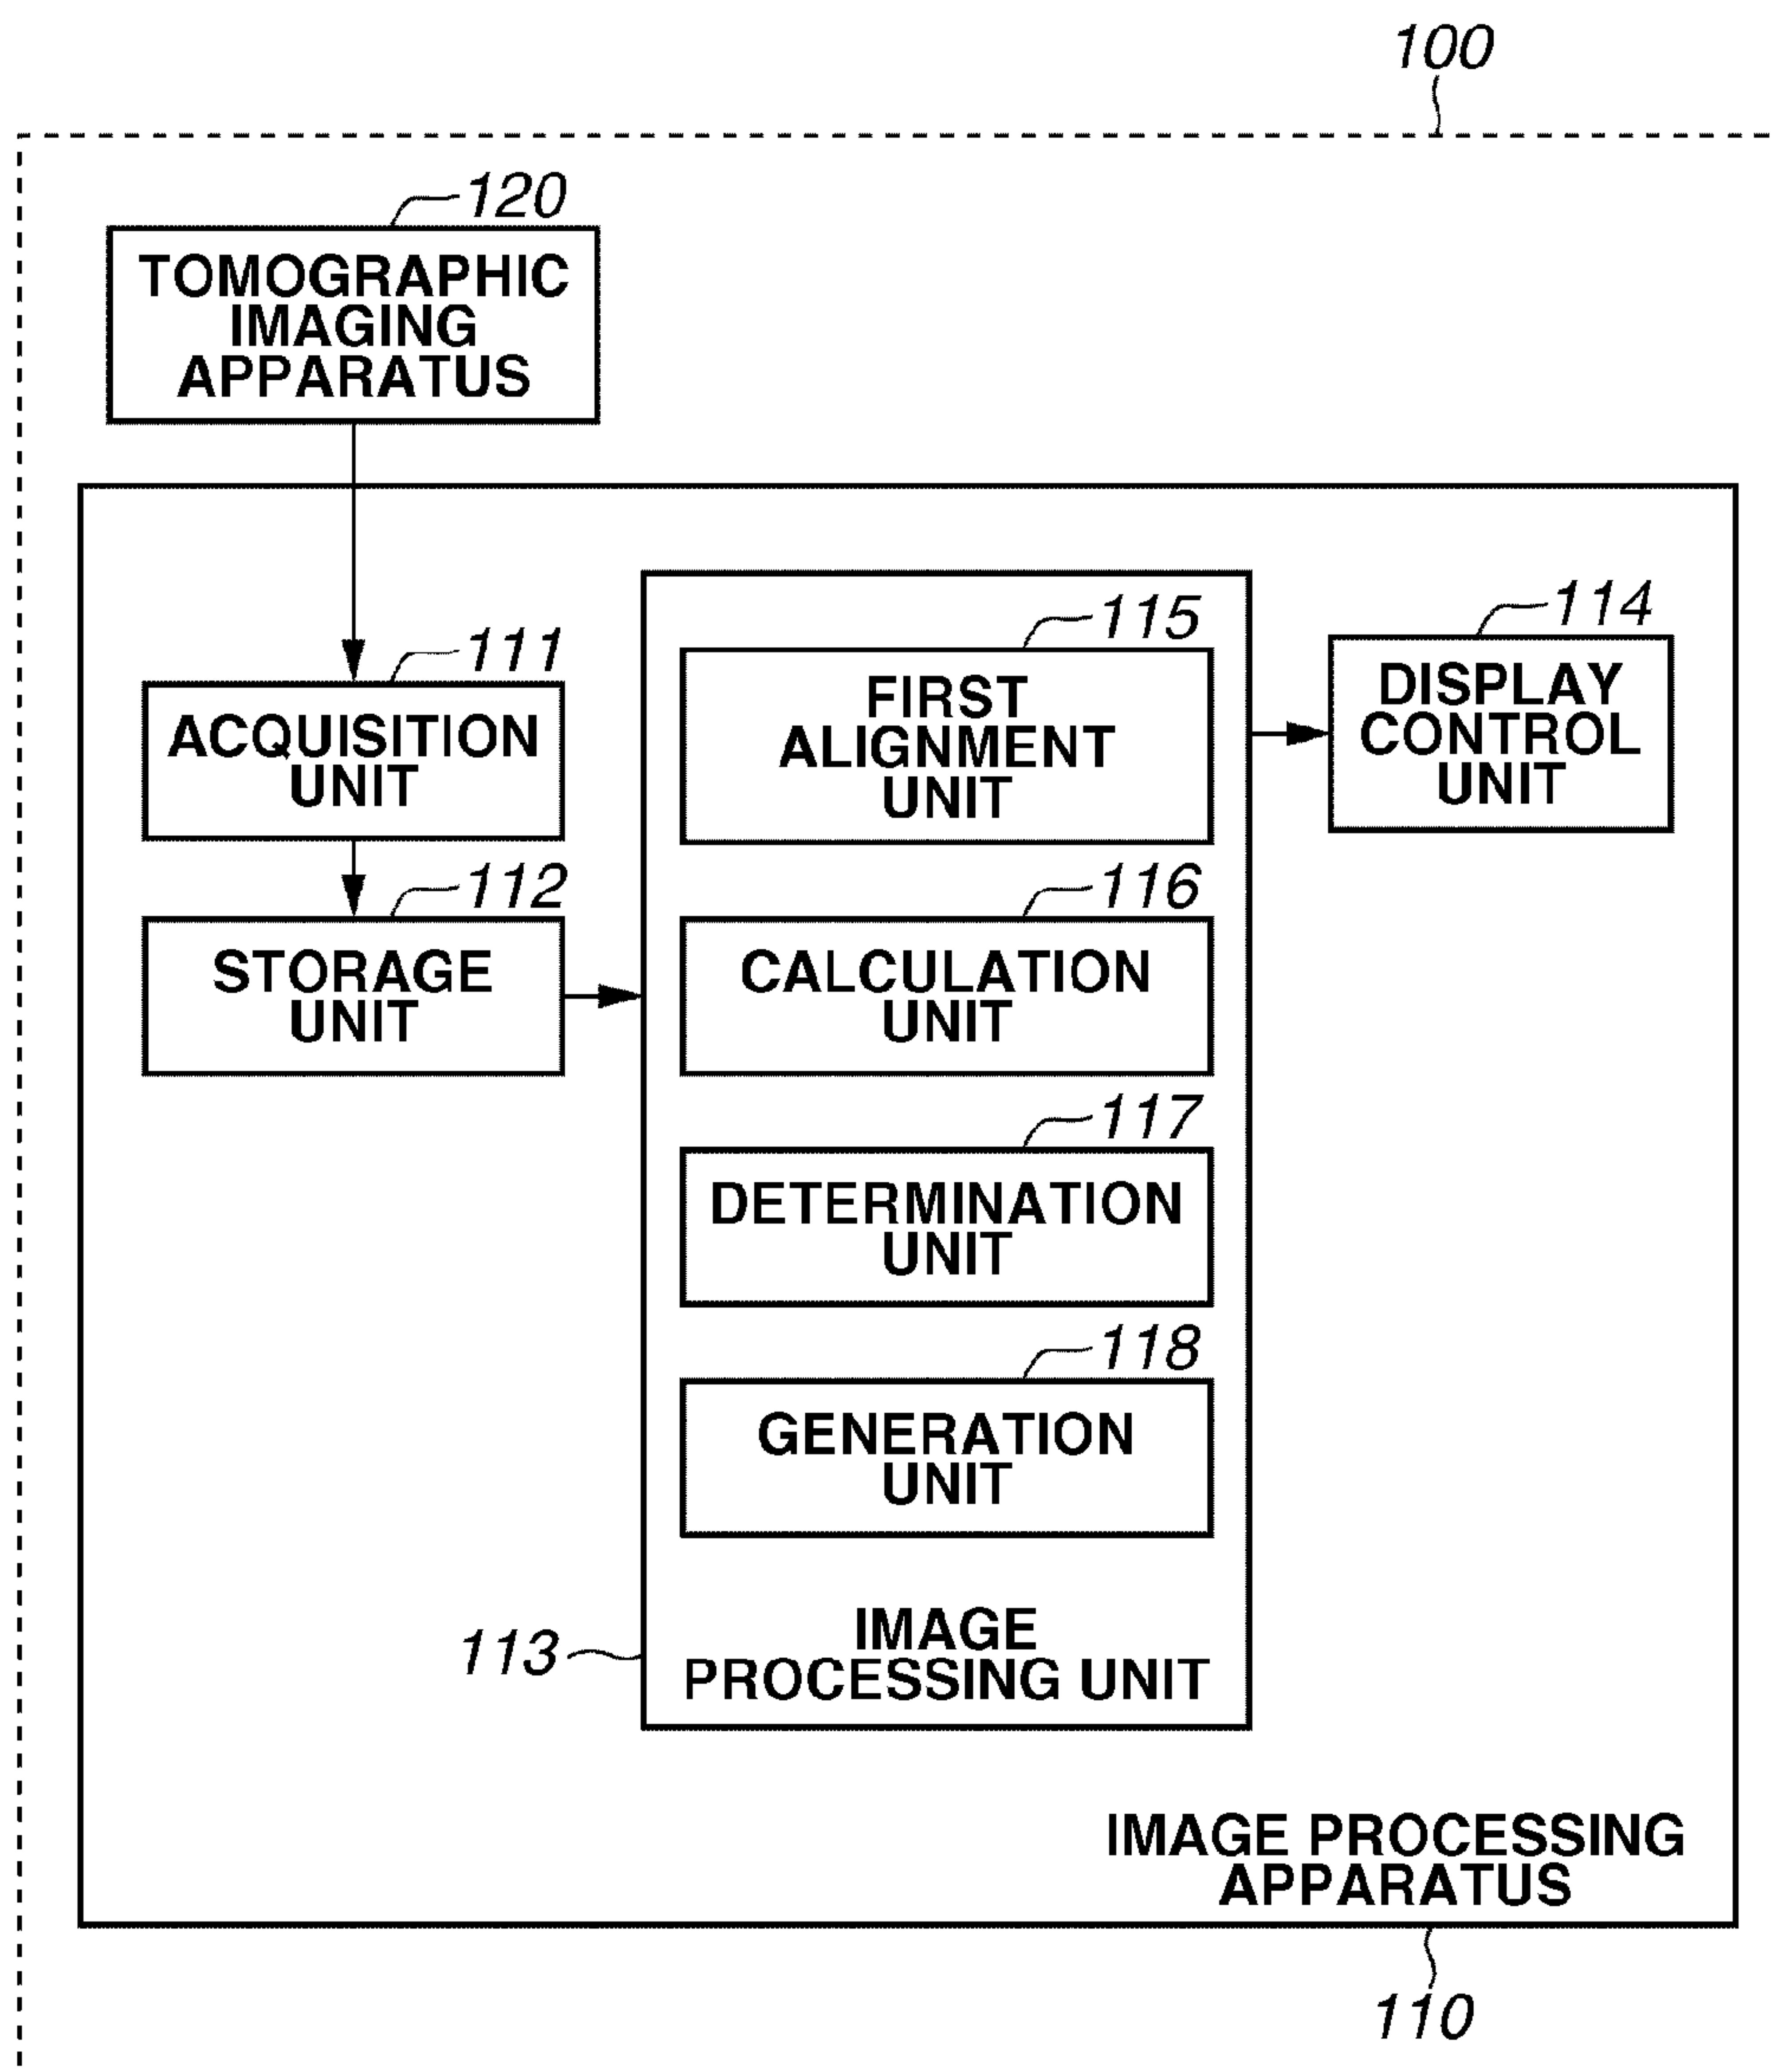 100
120
TOMOGRAPHIC
IMAGING
APPARATUS
111
ACQUISITION
UNIT
112
STORAGE
UNIT
115
FIRST
ALIGNMENT
UNIT
116
CALCULATION
UNIT
117
DETERMINATION
UNIT
118
GENERATION
UNIT
113
IMAGE
PROCESSING UNIT
114
DISPLAY
CONTROL
UNIT
IMAGE PROCESSING
APPARATUS
110